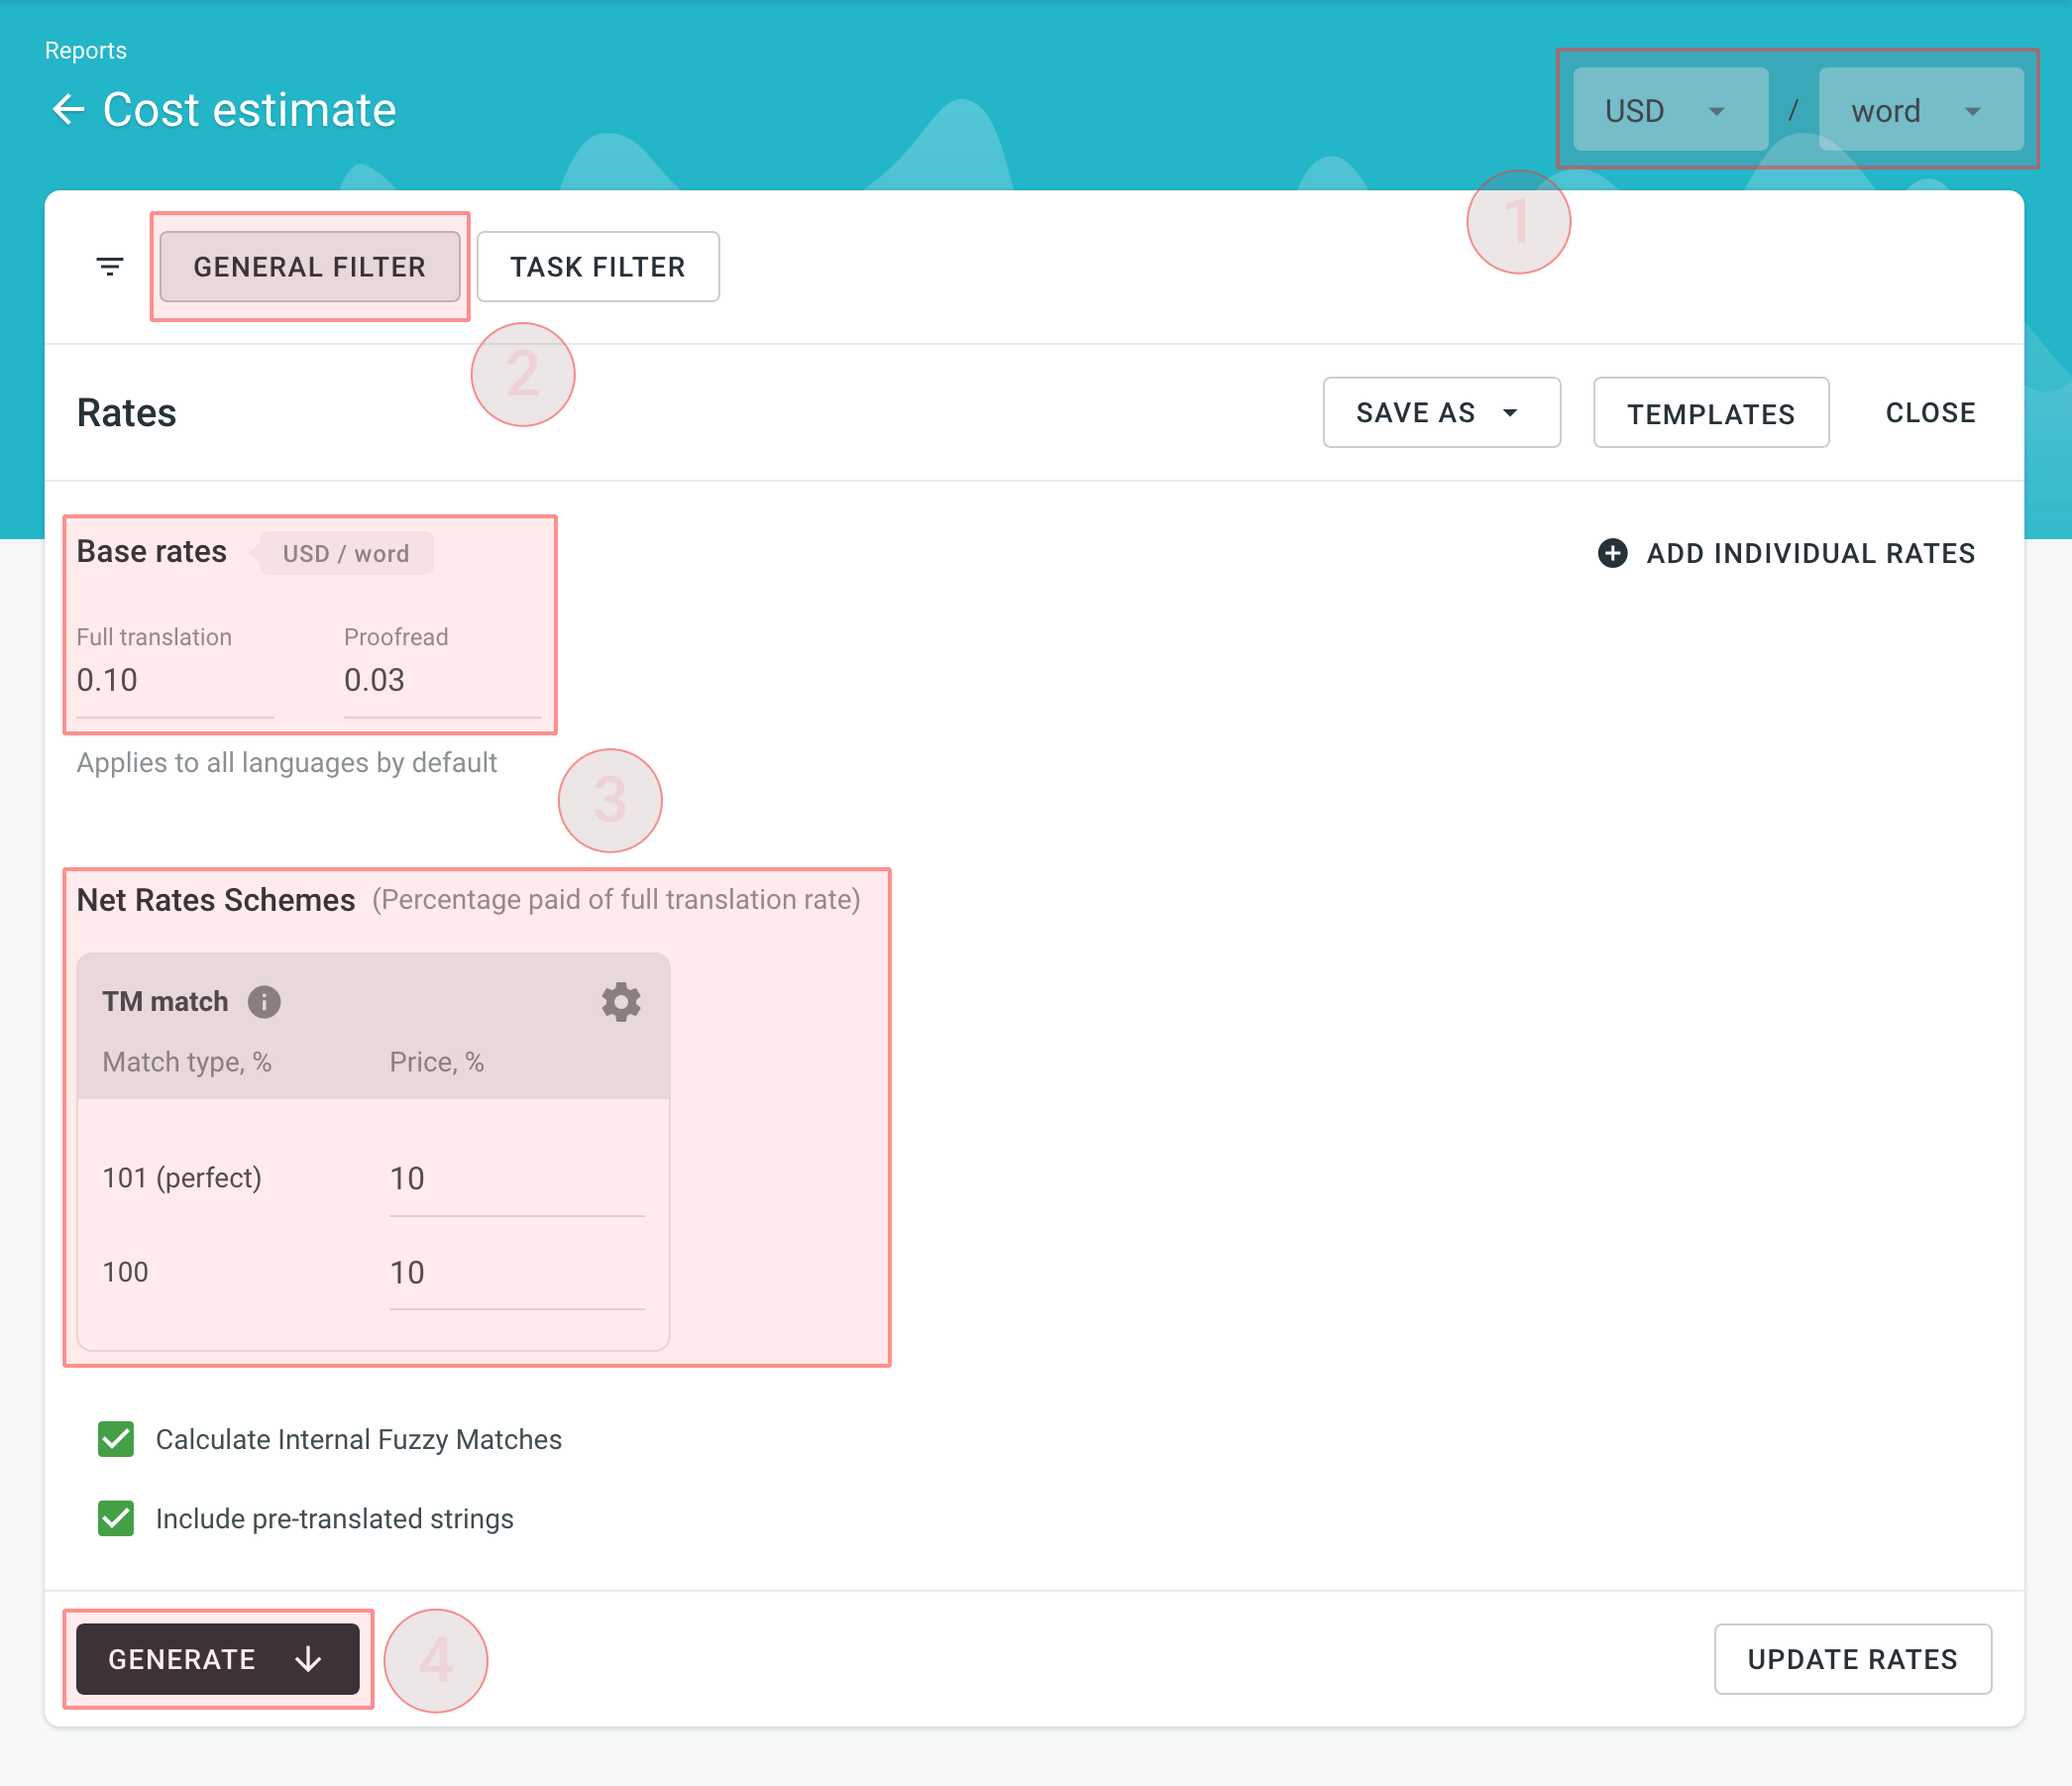 Reports
Cost estimate
USD / word
1
GENERAL FILTER TASK FILTER
2
Rates SAVE AS TEMPLATES CLOSE
Base rates USD / word ADD INDIVIDUAL RATES
Full translation Proofread
0.10 0.03
Applies to all languages by default
3
Net Rates Schemes (Percentage paid of full translation rate)
TM match
Match type, % Price, %
101 (perfect) 10
100 10
Calculate Internal Fuzzy Matches
Include pre-translated strings
GENERATE 4 UPDATE RATES